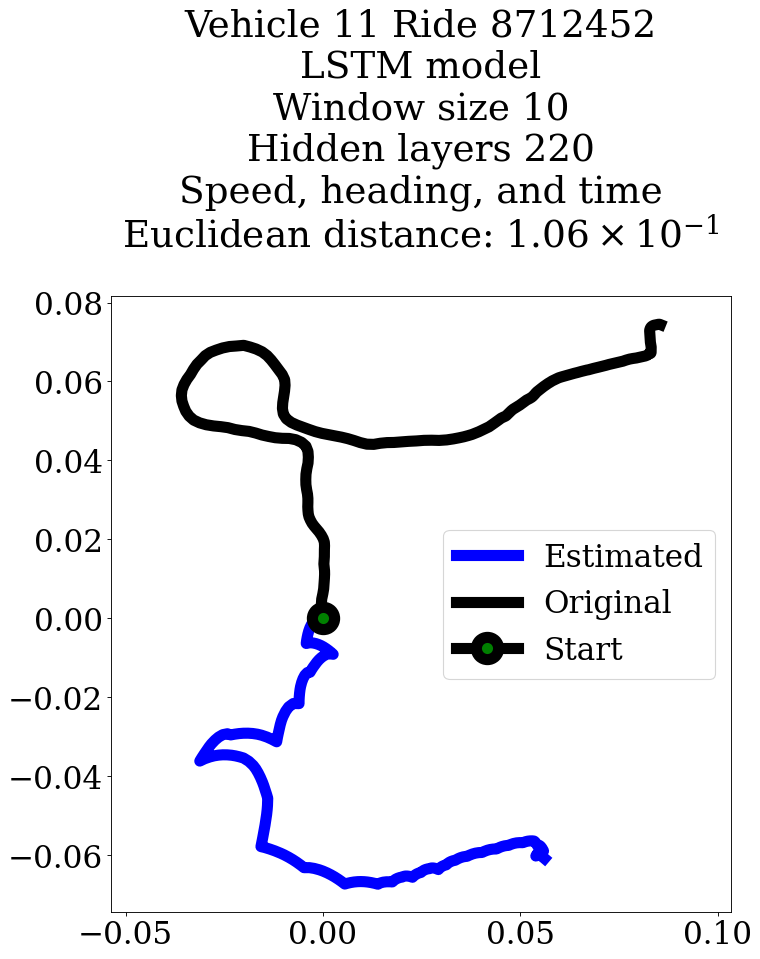 Vehicle 11 Ride 8712452
LSTM model
Window size 10
Hidden layers 220
Speed, heading, and time
Euclidean distance: 1.06 × 10⁻¹
0.08
0.06
0.04
0.02
0.00
−0.02
−0.04
−0.06
Estimated
Original
Start
−0.05
0.00
0.05
0.10